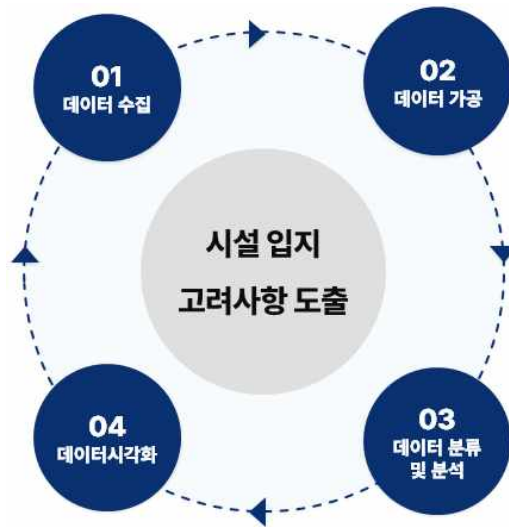 01
데이터 수집
02
데이터 가공
시설 입지
고려사항 도출
03
데이터 분류
및 분석
04
데이터시각화